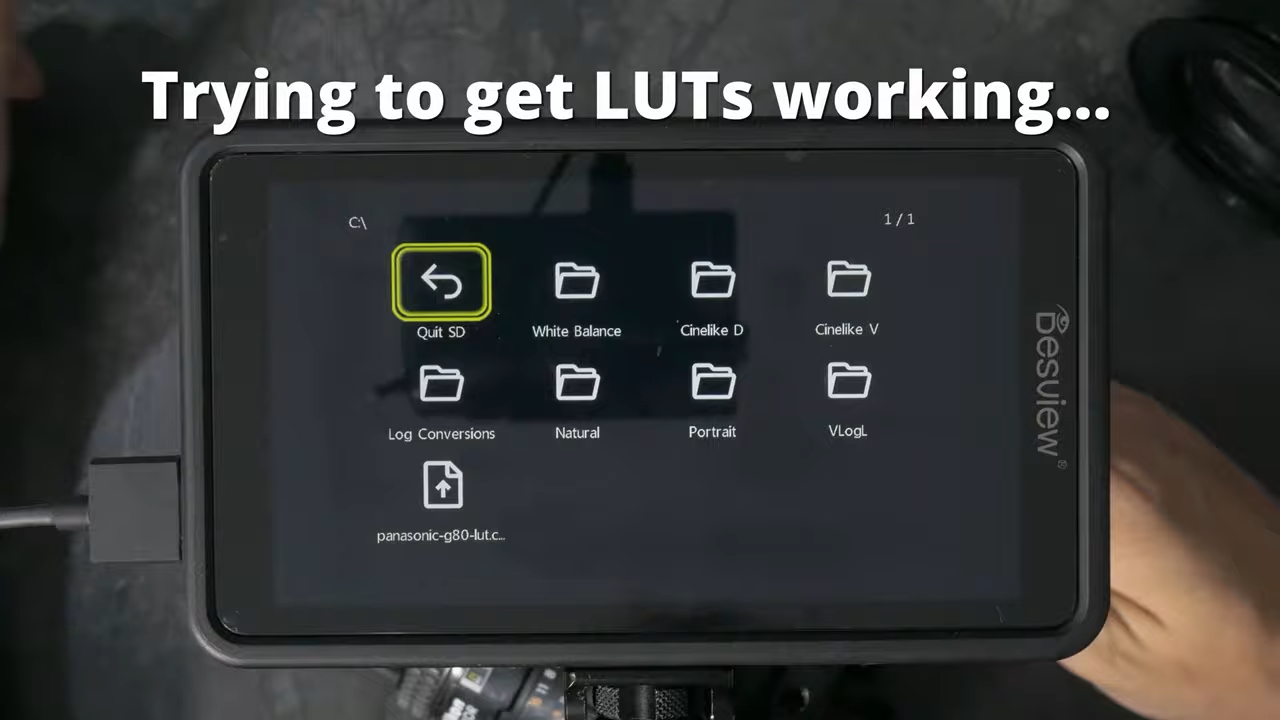 Trying to get LUTs working...
C:\
1 / 1
Quit SD
White Balance
Cinelike D
Cinelike V
Log Conversions
Natural
Portrait
VLogL
panasonic-g80-lut.c...
Desview®